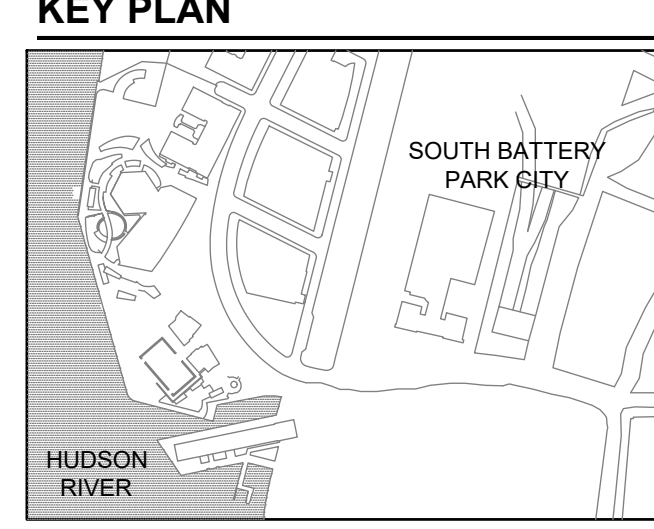 KEY PLAN
SOUTH BATTERY
PARK CITY
HUDSON
RIVER